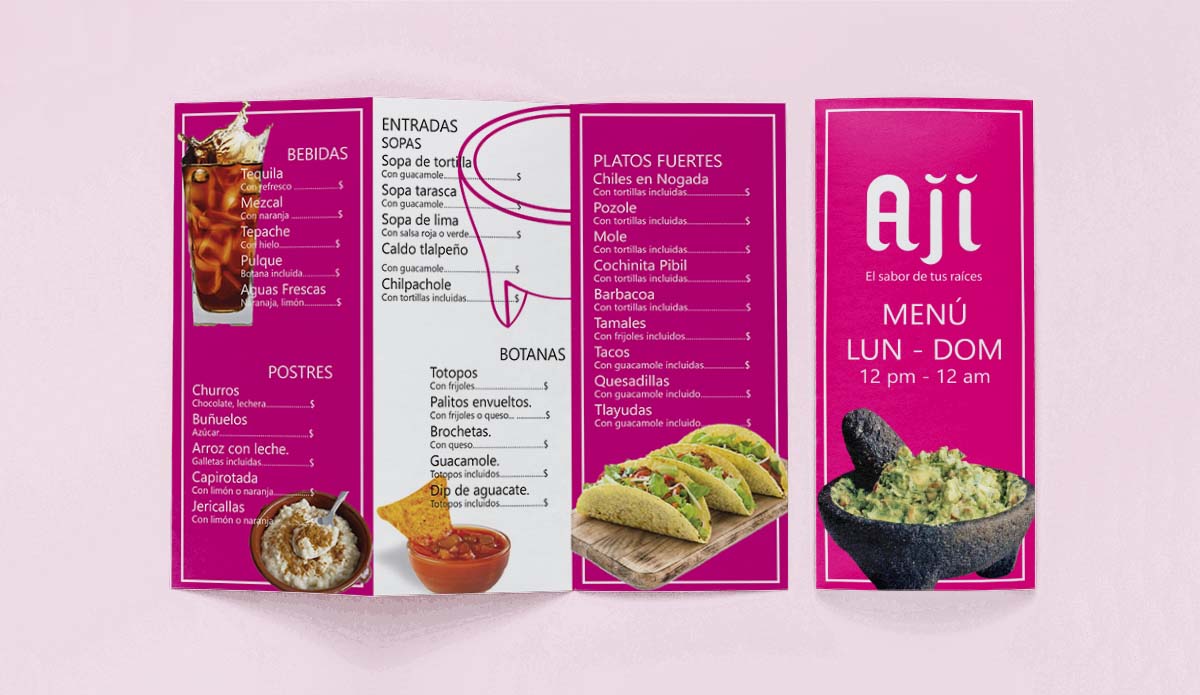 BEBIDAS
Tequila
Con refresco ....................$
Mezcal
Con naranja ....................$
Tepache
Con hielo....................$
Pulque
Botana incluida....................$
Aguas Frescas
Naranaja, limón....................$
POSTRES
Churros
Chocolate, lechera....................$
Buñuelos
Azúcar....................$
Arroz con leche.
Galletas incluidas....................$
Capirotada
Con limón o naranja....................$
Jericallas
Con limón o naranja
ENTRADAS
SOPAS
Sopa de tortilla
Con guacamole....................$
Sopa tarasca
Con guacamole....................$
Sopa de lima
Con salsa roja o verde....................$
Caldo tlalpeño
Con guacamole....................$
Chilpachole
Con tortillas incluidas....................$
BOTANAS
Totopos
Con frijoles....................$
Palitos envueltos.
Con frijoles o queso... ............$
Brochetas.
Con queso....................$
Guacamole.
Totopos incluidos....................$
Dip de aguacate.
Totopos incluidos....................$
PLATOS FUERTES
Chiles en Nogada
Con tortillas incluidas....................$
Pozole
Con tortillas incluidas....................$
Mole
Con tortillas incluidas....................$
Cochinita Pibil
Con tortillas incluidas....................$
Barbacoa
Con tortillas incluidas....................$
Tamales
Con frijoles incluidos....................$
Tacos
Con guacamole incluidas....................$
Quesadillas
Con guacamole incluido....................$
Tlayudas
Con guacamole incluido....................$
Ají
El sabor de tus raíces
MENÚ
LUN - DOM
12 pm - 12 am